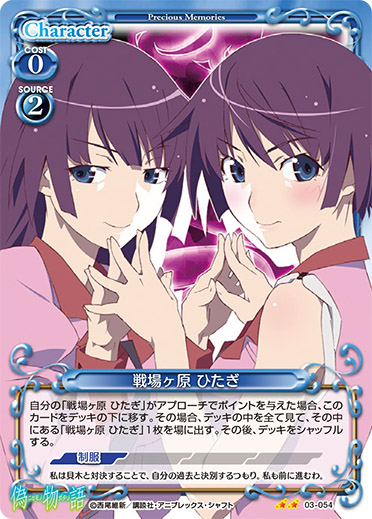 Precious Memories
Character
COST
0
SOURCE
2
戦場ヶ原 ひたぎ
自分の「戦場ヶ原 ひたぎ」がアプローチでポイントを与えた場合、この
カードをデッキの下に移す。その場合、デッキの中を全て見て、その中
にある「戦場ヶ原 ひたぎ」1枚を場に出す。その後、デッキをシャッフル
する。
制服
私は貝木と対決することで、自分の過去と決別するつもり。私も前に進むわ。
偽物語
©西尾維新／講談社・アニプレックス・シャフト
03-054